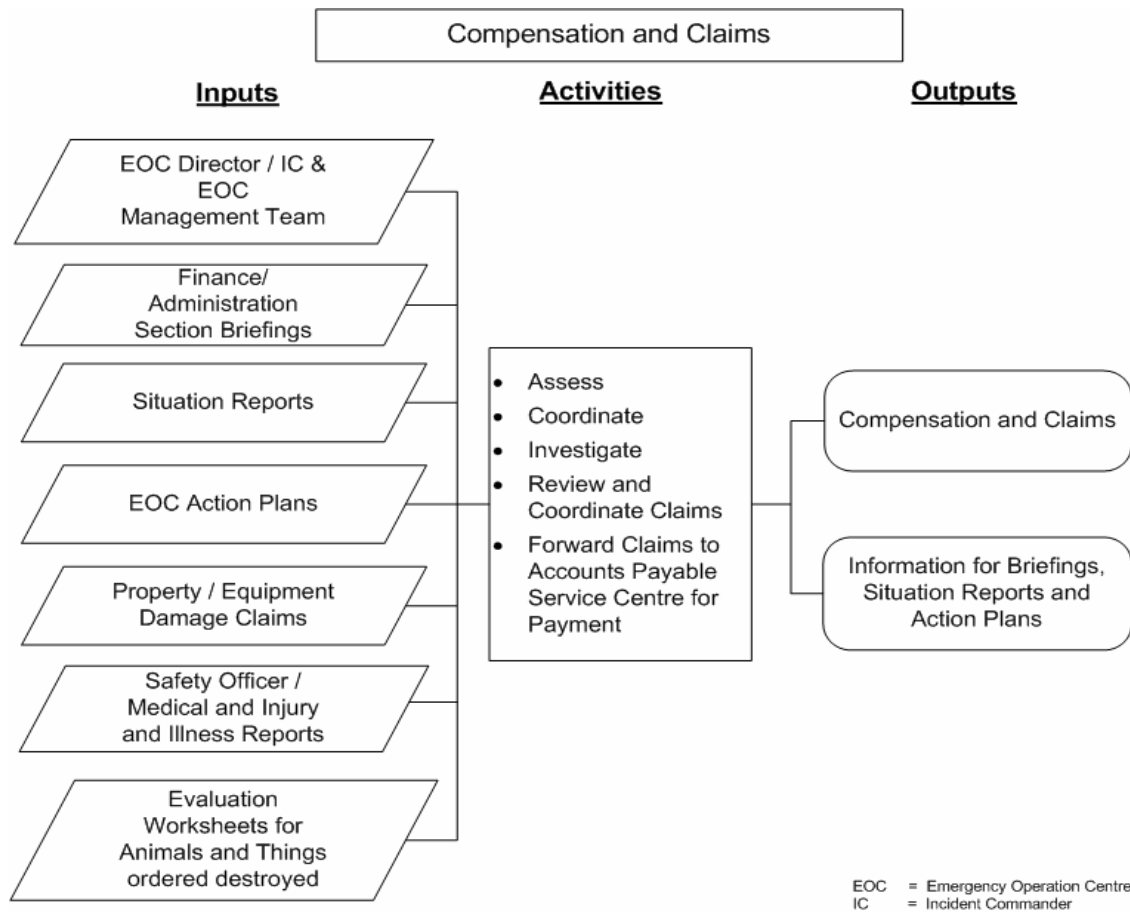 Compensation and Claims
Inputs
Activities
Outputs
EOC Director / IC &
EOC
Management Team
Finance/
Administration
Section Briefings
Situation Reports
EOC Action Plans
Property / Equipment
Damage Claims
Safety Officer /
Medical and Injury
and Illness Reports
Evaluation
Worksheets for
Animals and Things
ordered destroyed
• Assess
• Coordinate
• Investigate
• Review and
Coordinate Claims
• Forward Claims to
Accounts Payable
Service Centre for
Payment
Compensation and Claims
Information for Briefings,
Situation Reports and
Action Plans
EOC = Emergency Operation Centre
IC = Incident Commander